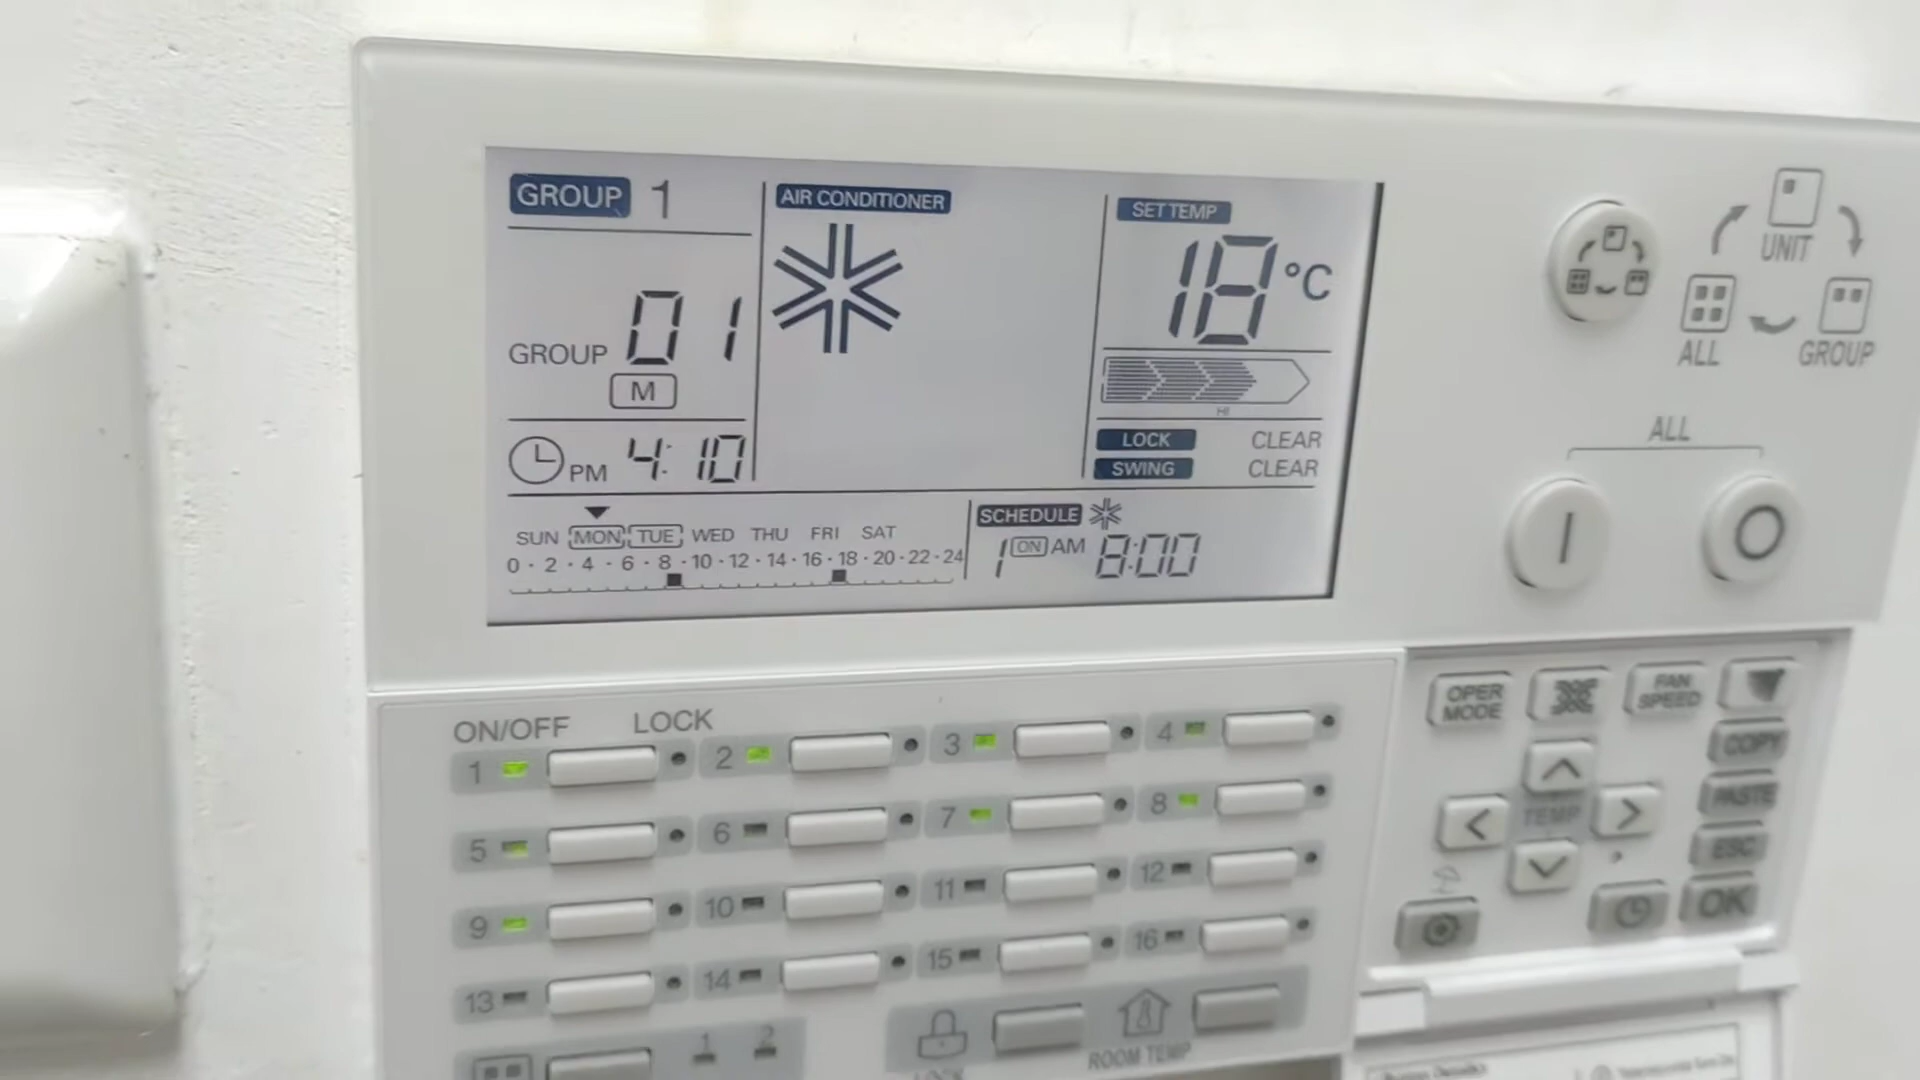 GROUP 1
AIR CONDITIONER
SET TEMP
18 °C
GROUP 01
M
HI
PM 4:10
LOCK CLEAR
SWING CLEAR
SUN MON TUE WED THU FRI SAT
0 · 2 · 4 · 6 · 8 · 10 · 12 · 14 · 16 · 18 · 20 · 22 · 24
SCHEDULE
1 ON AM 8:00
UNIT
ALL GROUP
ALL
ON/OFF LOCK
1 2 3 4
5 6 7 8
9 10 11 12
13 14 15 16
1 2
LOCK
ROOM TEMP
OPER MODE
FAN SPEED
COPY
TEMP
PASTE
ESC
OK